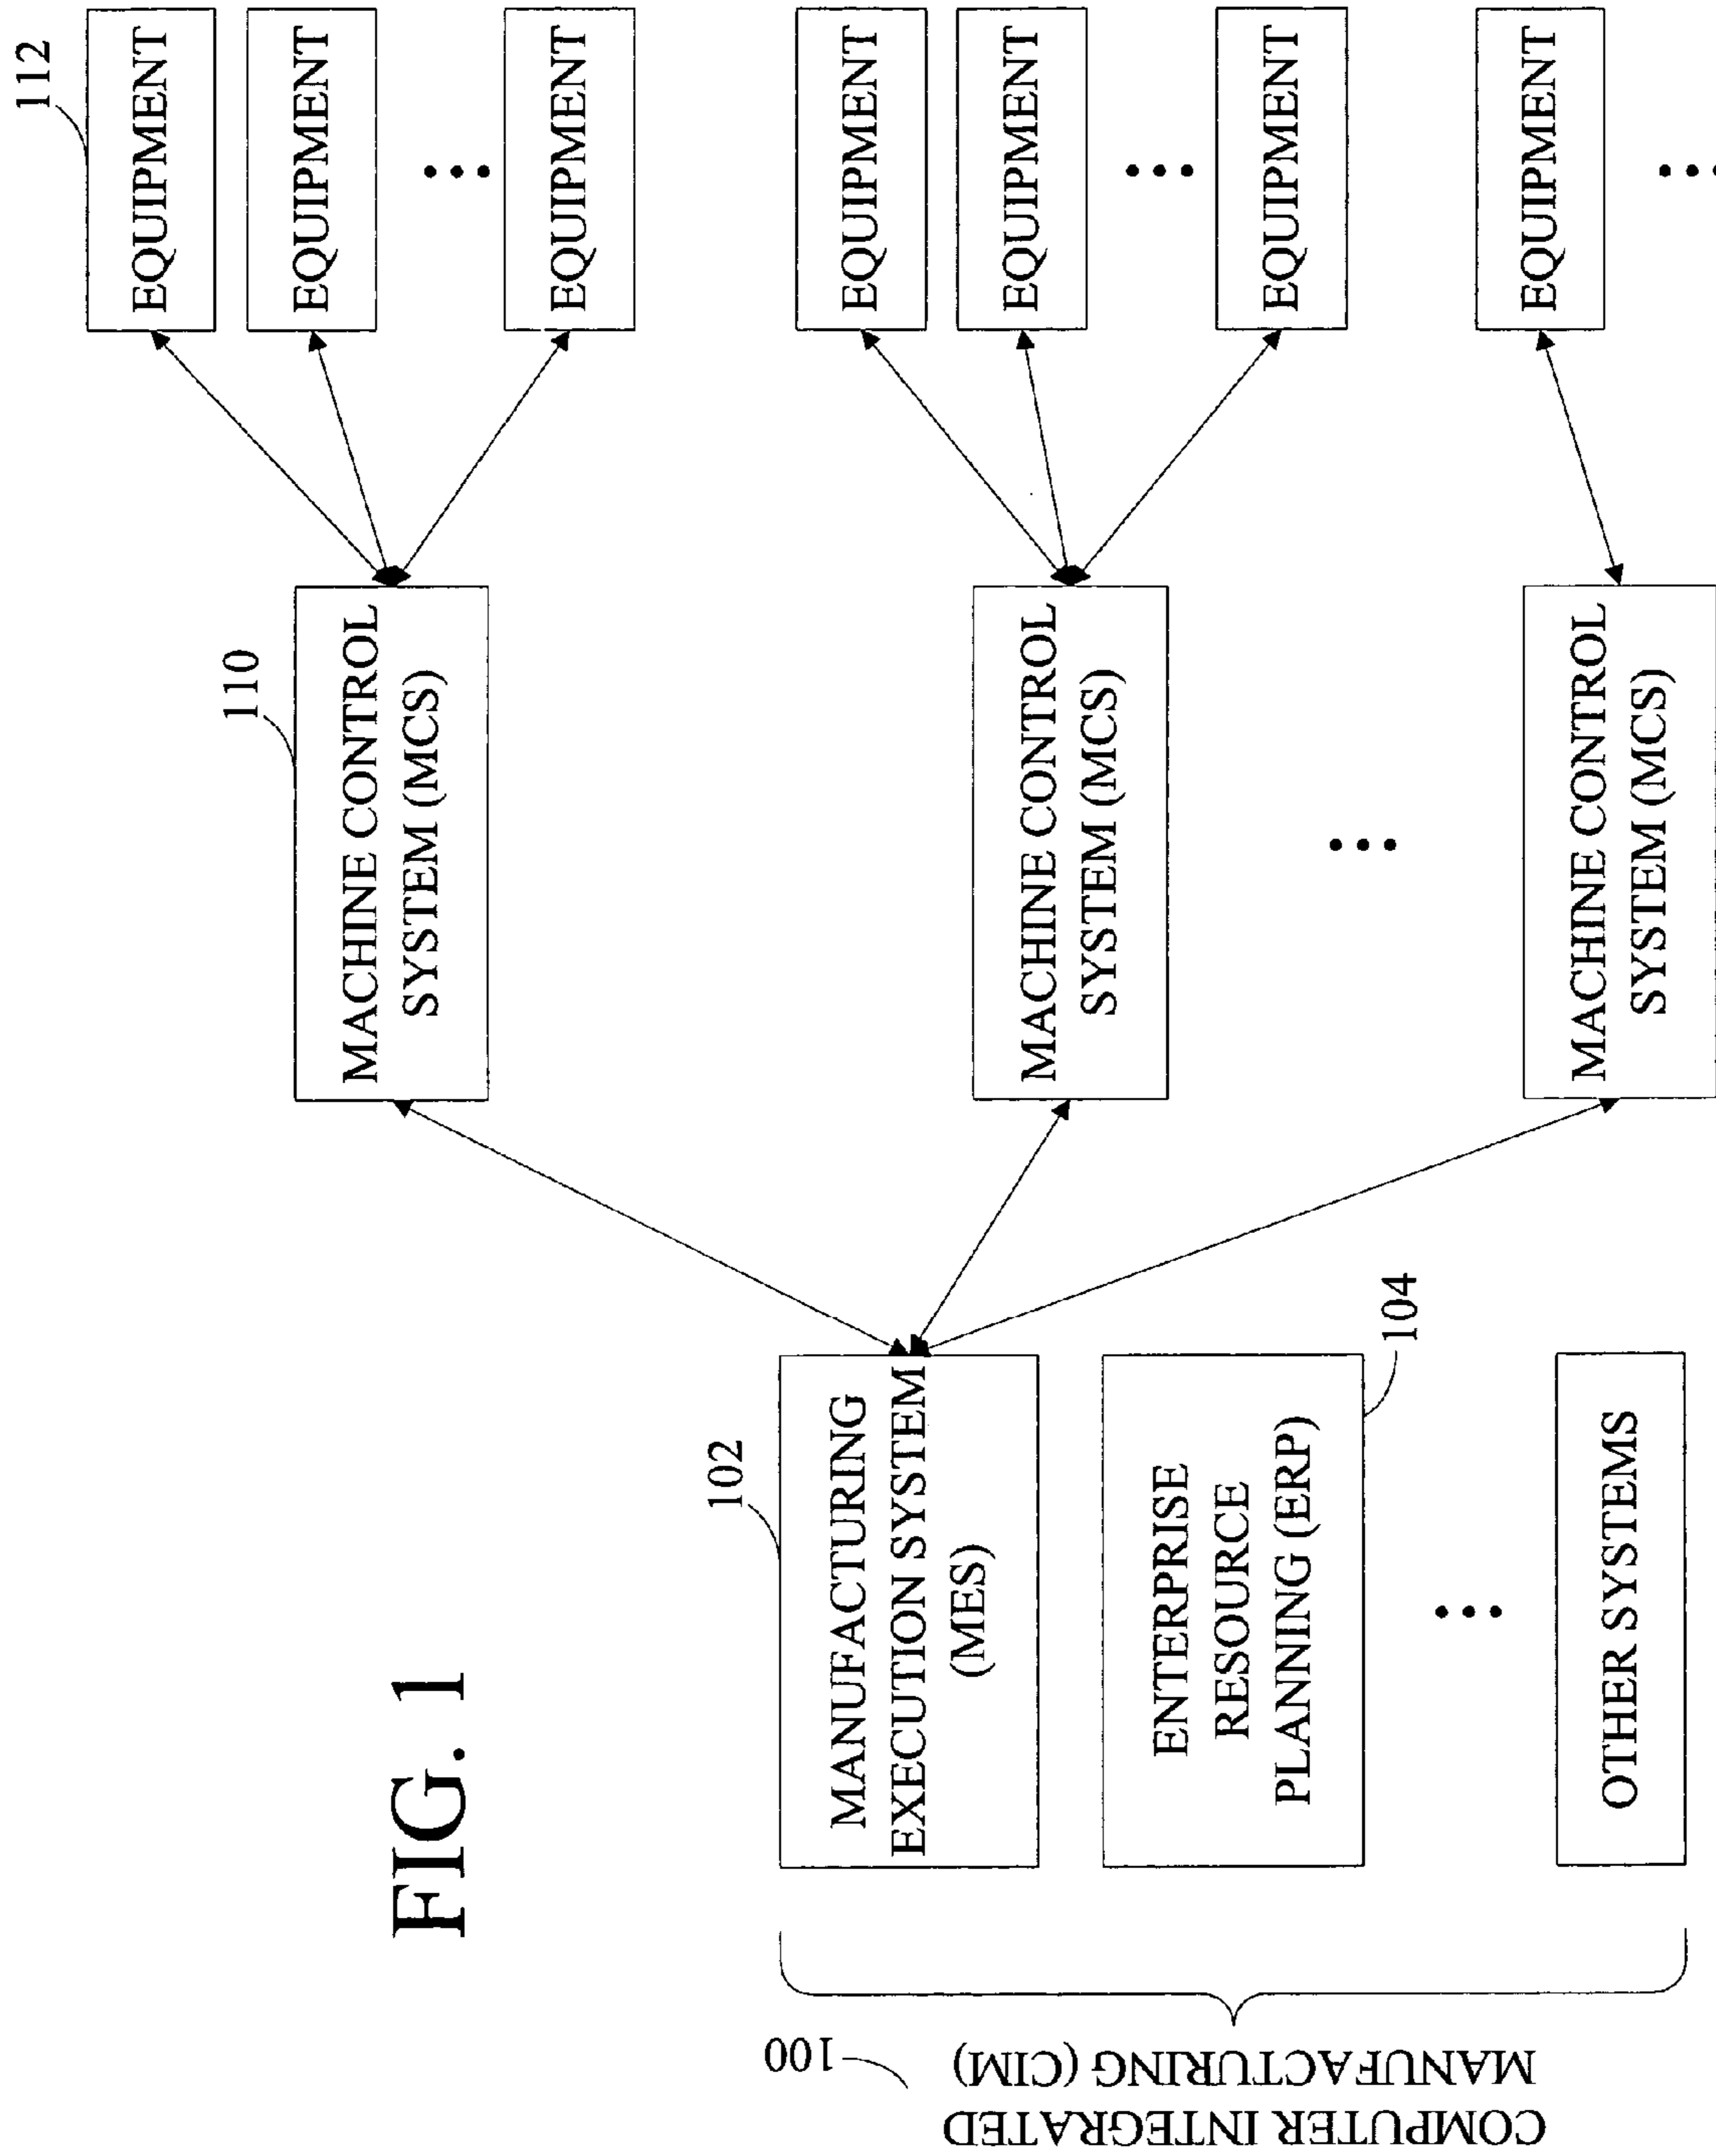 FIG. 1
COMPUTER INTEGRATED
MANUFACTURING (CIM)
100
102
MANUFACTURING
EXECUTION SYSTEM
(MES)
ENTERPRISE
RESOURCE
PLANNING (ERP)
104
OTHER SYSTEMS
110
MACHINE CONTROL
SYSTEM (MCS)
MACHINE CONTROL
SYSTEM (MCS)
MACHINE CONTROL
SYSTEM (MCS)
112
EQUIPMENT
EQUIPMENT
EQUIPMENT
EQUIPMENT
EQUIPMENT
EQUIPMENT
EQUIPMENT